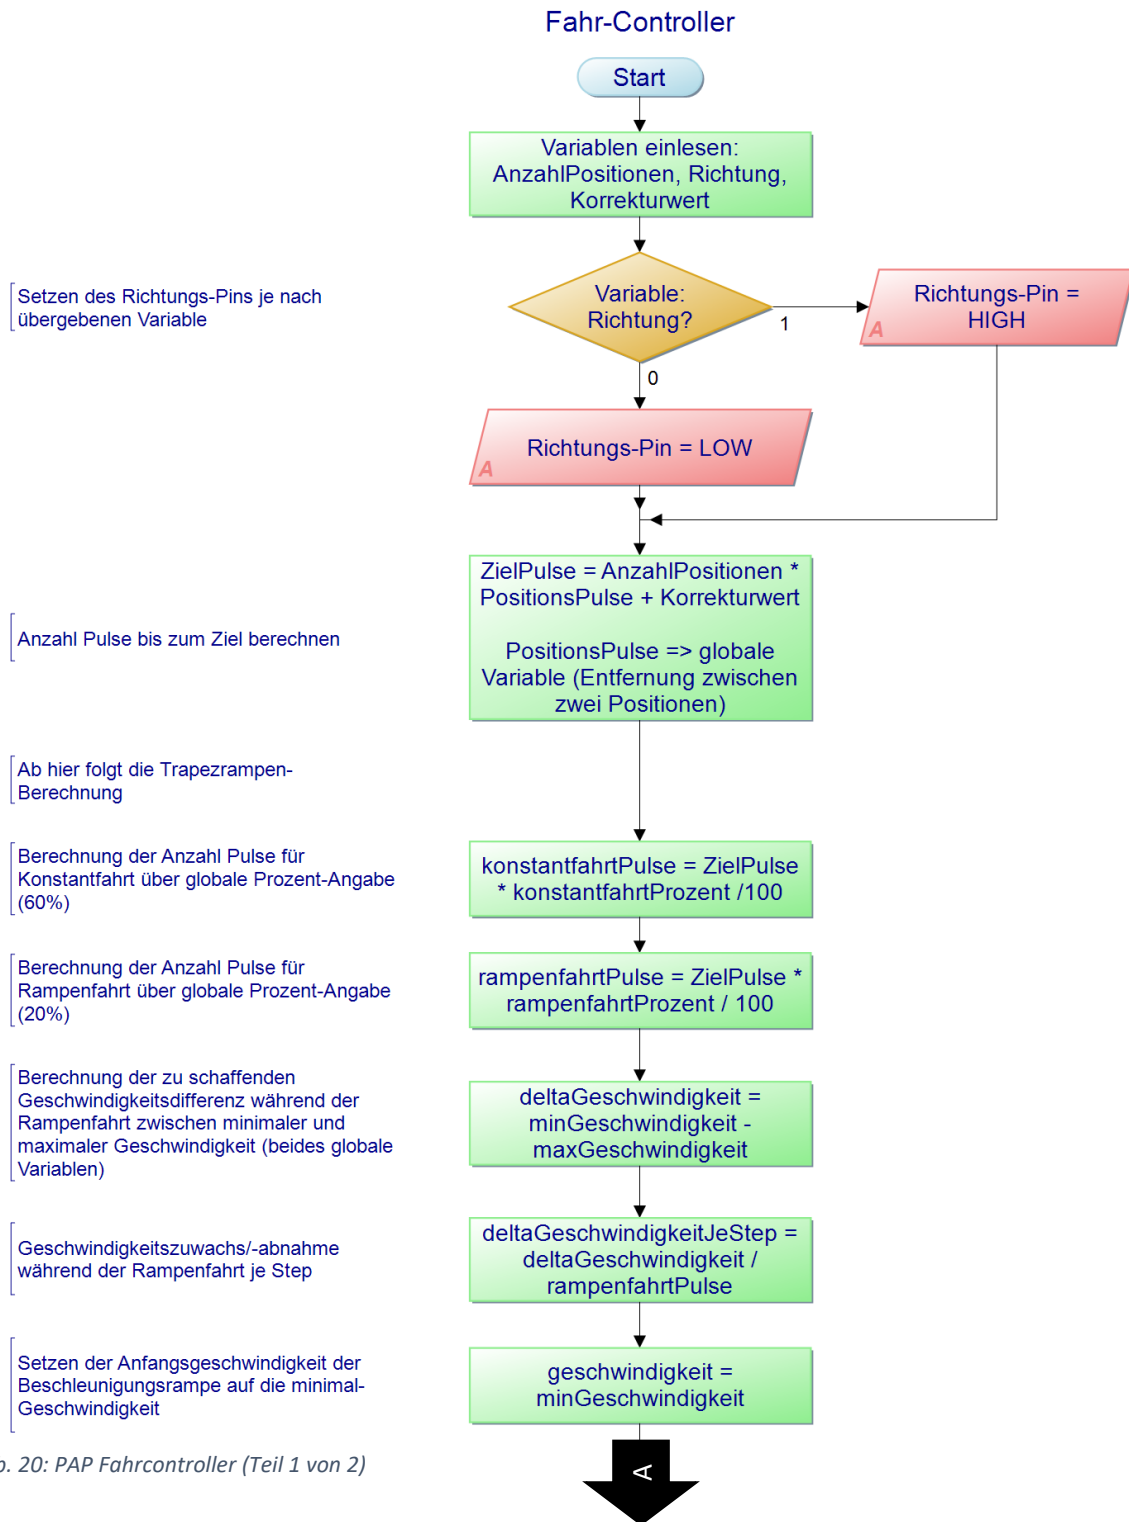 Fahr-Controller
Start
Variablen einlesen:
AnzahlPositionen, Richtung,
Korrekturwert
Setzen des Richtungs-Pins je nach
übergebenen Variable
Variable:
Richtung?
1
Richtungs-Pin =
HIGH
A
0
Richtungs-Pin = LOW
A
ZielPulse = AnzahlPositionen *
PositionsPulse + Korrekturwert
PositionsPulse => globale
Variable (Entfernung zwischen
zwei Positionen)
Anzahl Pulse bis zum Ziel berechnen
Ab hier folgt die Trapezrampen-
Berechnung
Berechnung der Anzahl Pulse für
Konstantfahrt über globale Prozent-Angabe
(60%)
konstantfahrtPulse = ZielPulse
* konstantfahrtProzent /100
Berechnung der Anzahl Pulse für
Rampenfahrt über globale Prozent-Angabe
(20%)
rampenfahrtPulse = ZielPulse *
rampenfahrtProzent / 100
Berechnung der zu schaffenden
Geschwindigkeitsdifferenz während der
Rampenfahrt zwischen minimaler und
maximaler Geschwindigkeit (beides globale
Variablen)
deltaGeschwindigkeit =
minGeschwindigkeit -
maxGeschwindigkeit
Geschwindigkeitszuwachs/-abnahme
während der Rampenfahrt je Step
deltaGeschwindigkeitJeStep =
deltaGeschwindigkeit /
rampenfahrtPulse
Setzen der Anfangsgeschwindigkeit der
Beschleunigungsrampe auf die minimal-
Geschwindigkeit
geschwindigkeit =
minGeschwindigkeit
A
. 20: PAP Fahrcontroller (Teil 1 von 2)